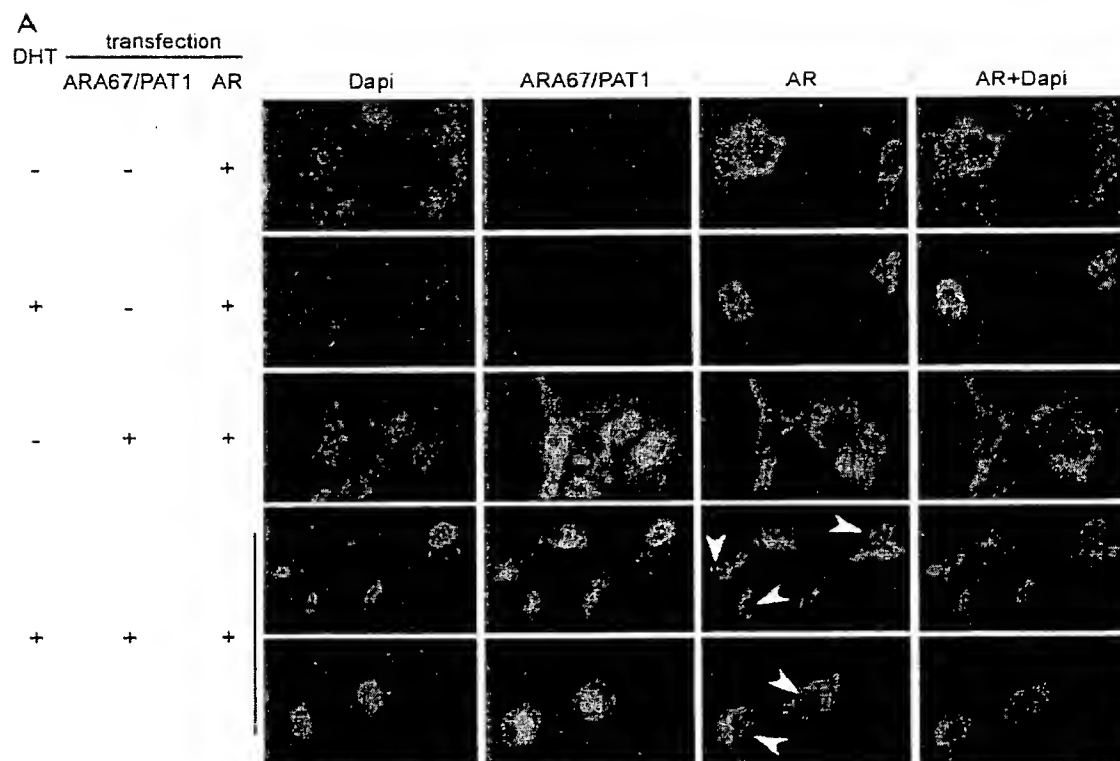 A
DHT transfection
ARA67/PAT1 AR Dapi ARA67/PAT1 AR AR+Dapi
- - +
+ - +
- + +
+ + +